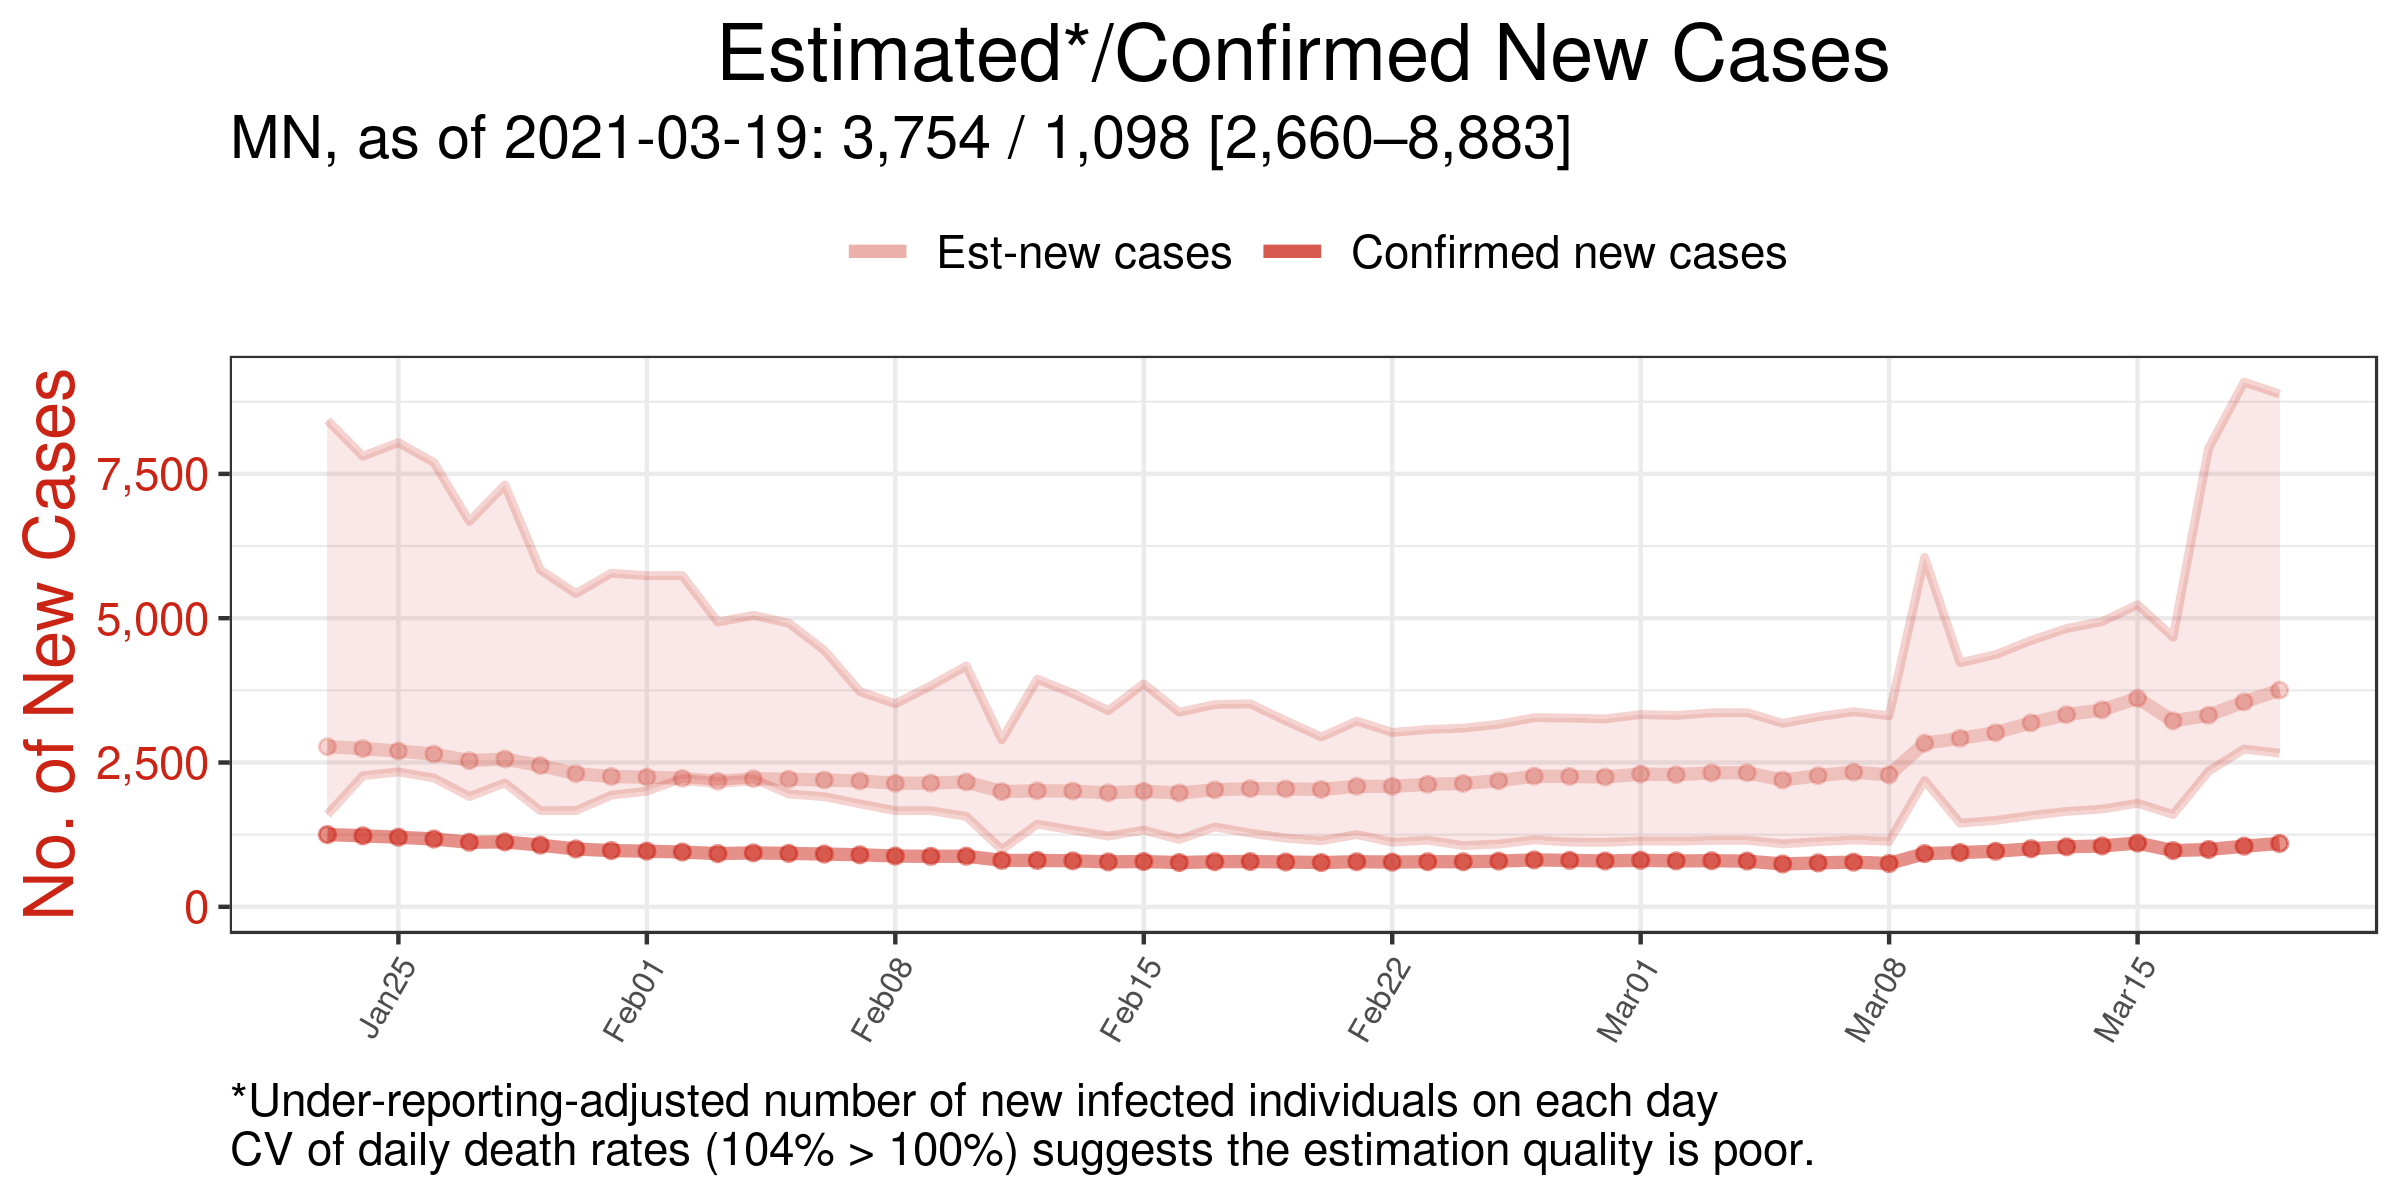 Estimated*/Confirmed New Cases
MN, as of 2021-03-19: 3,754 / 1,098 [2,660–8,883]
Est-new cases
Confirmed new cases
No. of New Cases
7,500
5,000
2,500
0
Jan25
Feb01
Feb08
Feb15
Feb22
Mar01
Mar08
Mar15
*Under-reporting-adjusted number of new infected individuals on each day
CV of daily death rates (104% > 100%) suggests the estimation quality is poor.